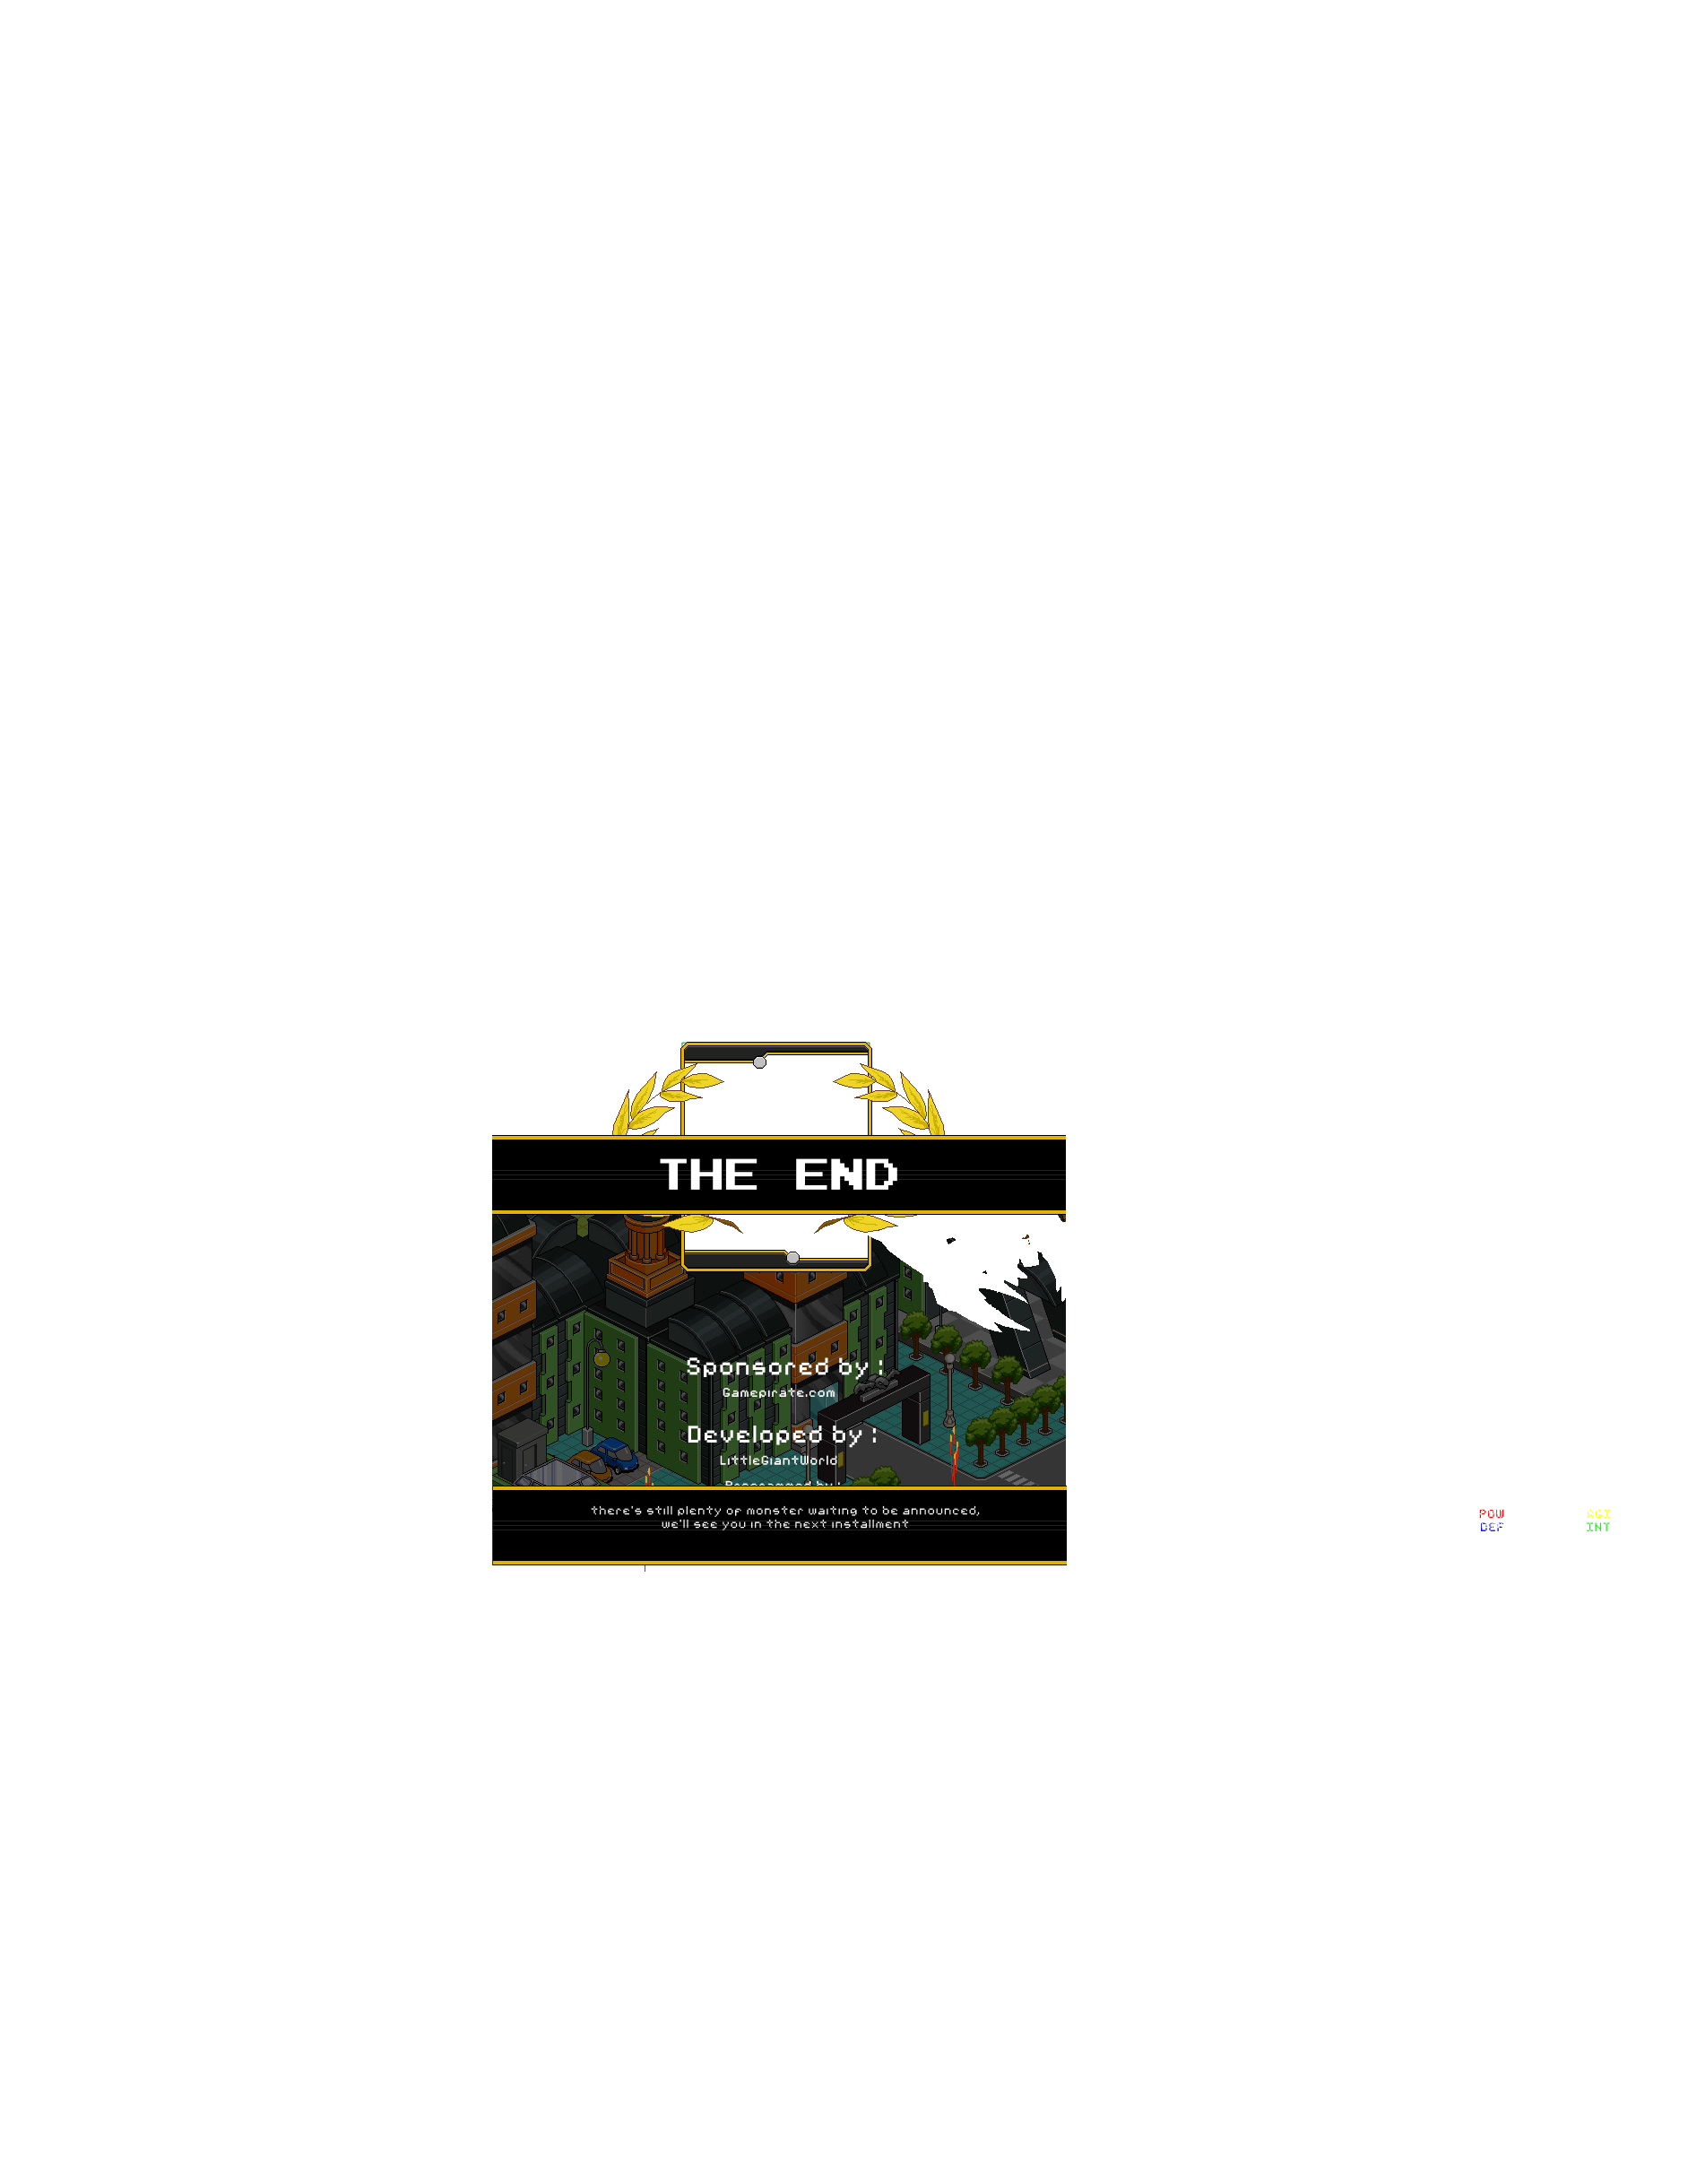 THE END
Sponsored by :
Gamepirate.com
Developed by :
LittleGiantWorld
there's still plenty of monster waiting to be announced,
we'll see you in the next installment
POW AGI
DEF INT